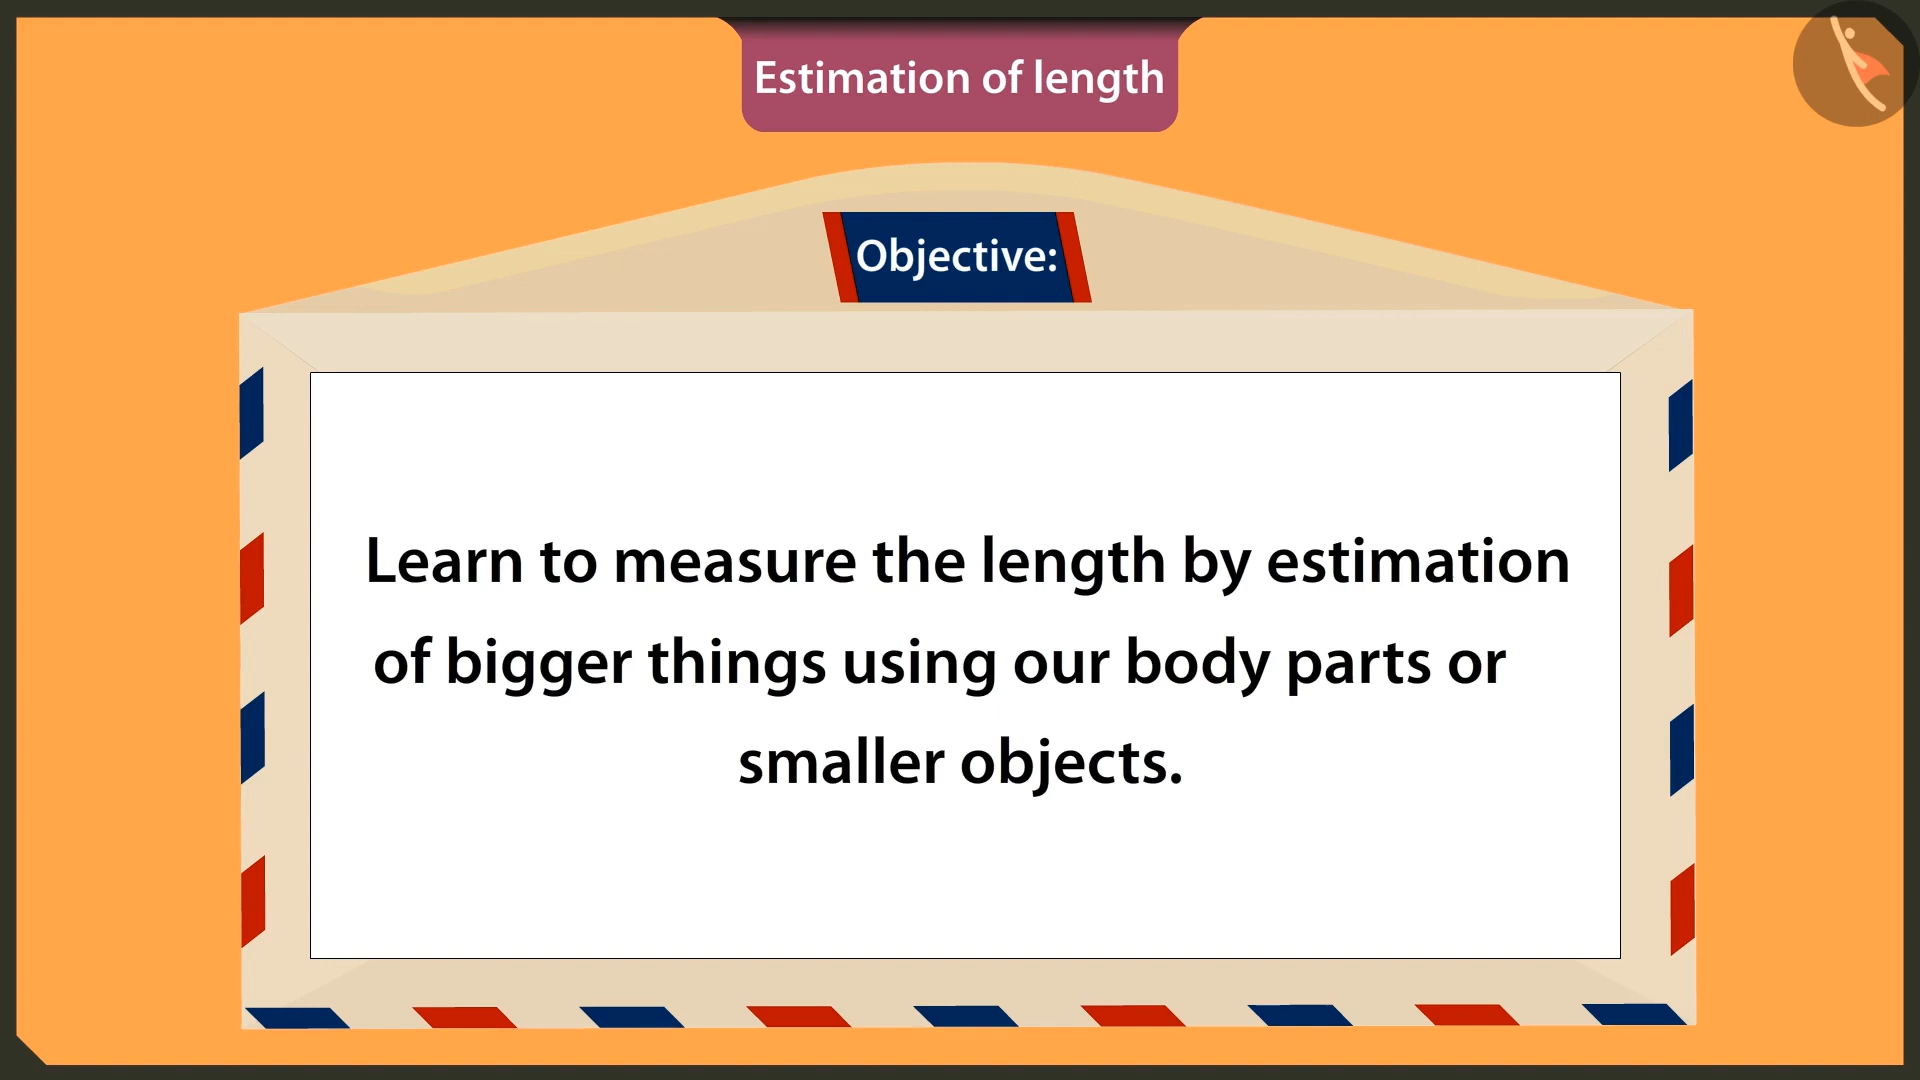 Estimation of length
Objective:
Learn to measure the length by estimation
of bigger things using our body parts or
smaller objects.